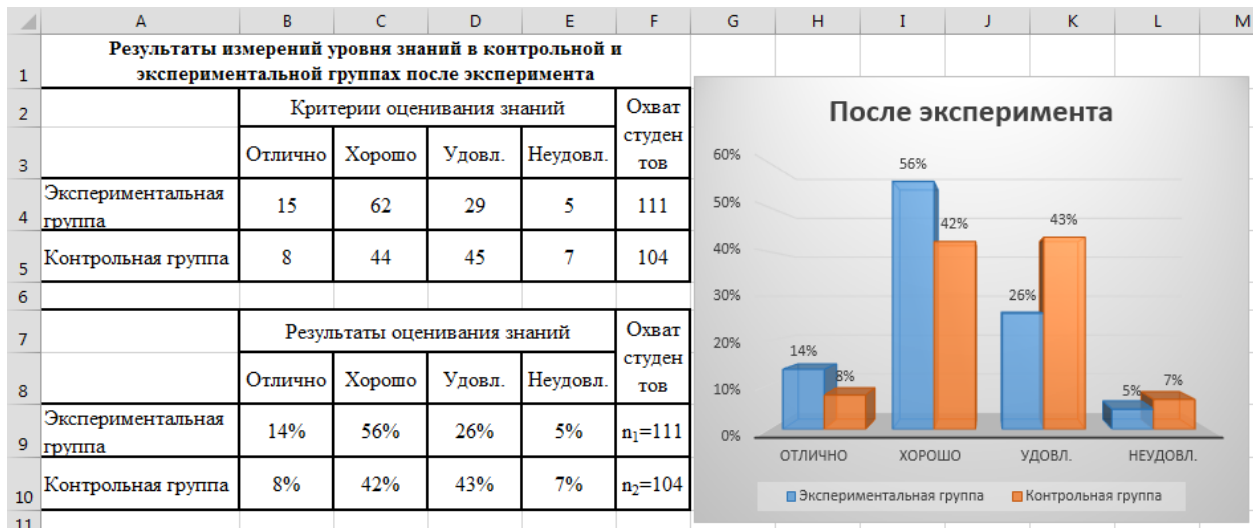 A B C D E F G H I J K L M
1 Результаты измерений уровня знаний в контрольной и
экспериментальной группах после эксперимента
2 Критерии оценивания знаний Охват
студен
тов
3 Отлично Хорошо Удовл. Неудовл.
4 Экспериментальная
группа 15 62 29 5 111
5 Контрольная группа 8 44 45 7 104
6
7 Результаты оценивания знаний Охват
студен
тов
8 Отлично Хорошо Удовл. Неудовл.
9 Экспериментальная
группа 14% 56% 26% 5% n₁=111
10 Контрольная группа 8% 42% 43% 7% n₂=104
11
После эксперимента
60%
50%
40%
30%
20%
10%
0%
14% 8% 56% 42% 26% 43% 5% 7%
ОТЛИЧНО ХОРОШО УДОВЛ. НЕУДОВЛ.
Экспериментальная группа Контрольная группа